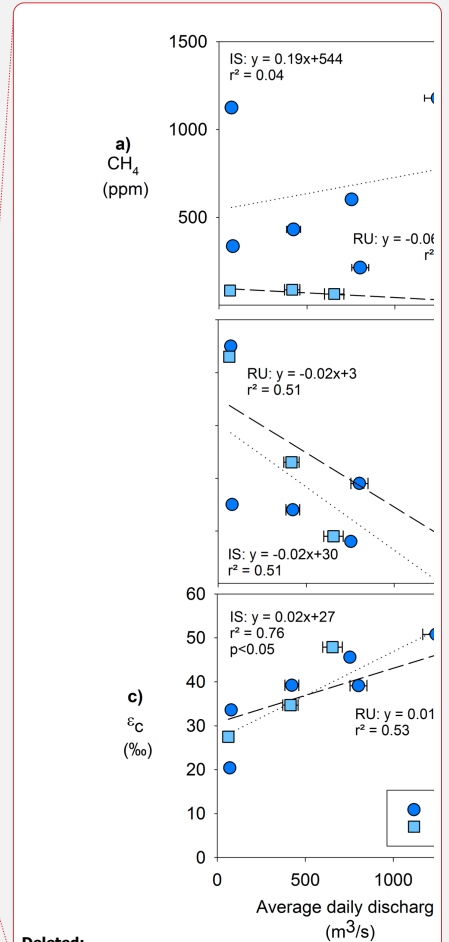 1500
IS: y = 0.19x+544
r² = 0.04
1000
a)
CH₄
(ppm)
500
RU: y = -0.06
r²
RU: y = -0.02x+3
r² = 0.51
IS: y = -0.02x+30
r² = 0.51
60
IS: y = 0.02x+27
r² = 0.76
p<0.05
50
40
c)
εC
(‰)
30
RU: y = 0.01
r² = 0.53
20
10
0
0 500 1000
Average daily discharg
(m³/s)
Deleted: